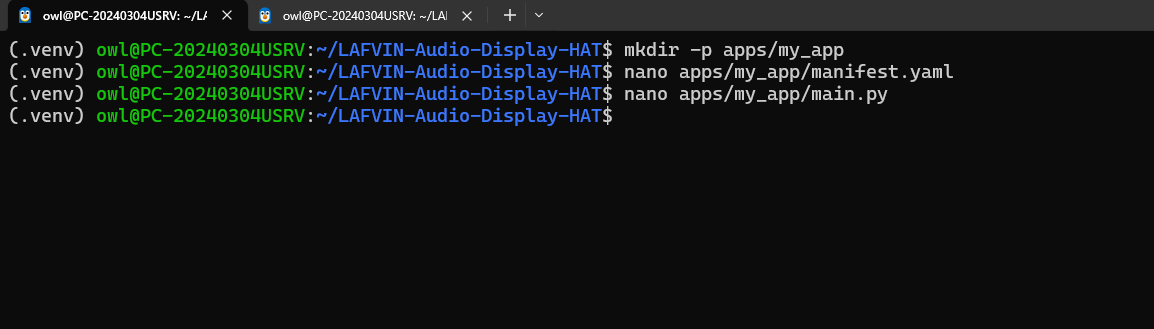 owl@PC-20240304USRV: ~/LA
owl@PC-20240304USRV: ~/LAI
(.venv) owl@PC-20240304USRV:~/LAFVIN-Audio-Display-HAT$ mkdir -p apps/my_app
(.venv) owl@PC-20240304USRV:~/LAFVIN-Audio-Display-HAT$ nano apps/my_app/manifest.yaml
(.venv) owl@PC-20240304USRV:~/LAFVIN-Audio-Display-HAT$ nano apps/my_app/main.py
(.venv) owl@PC-20240304USRV:~/LAFVIN-Audio-Display-HAT$